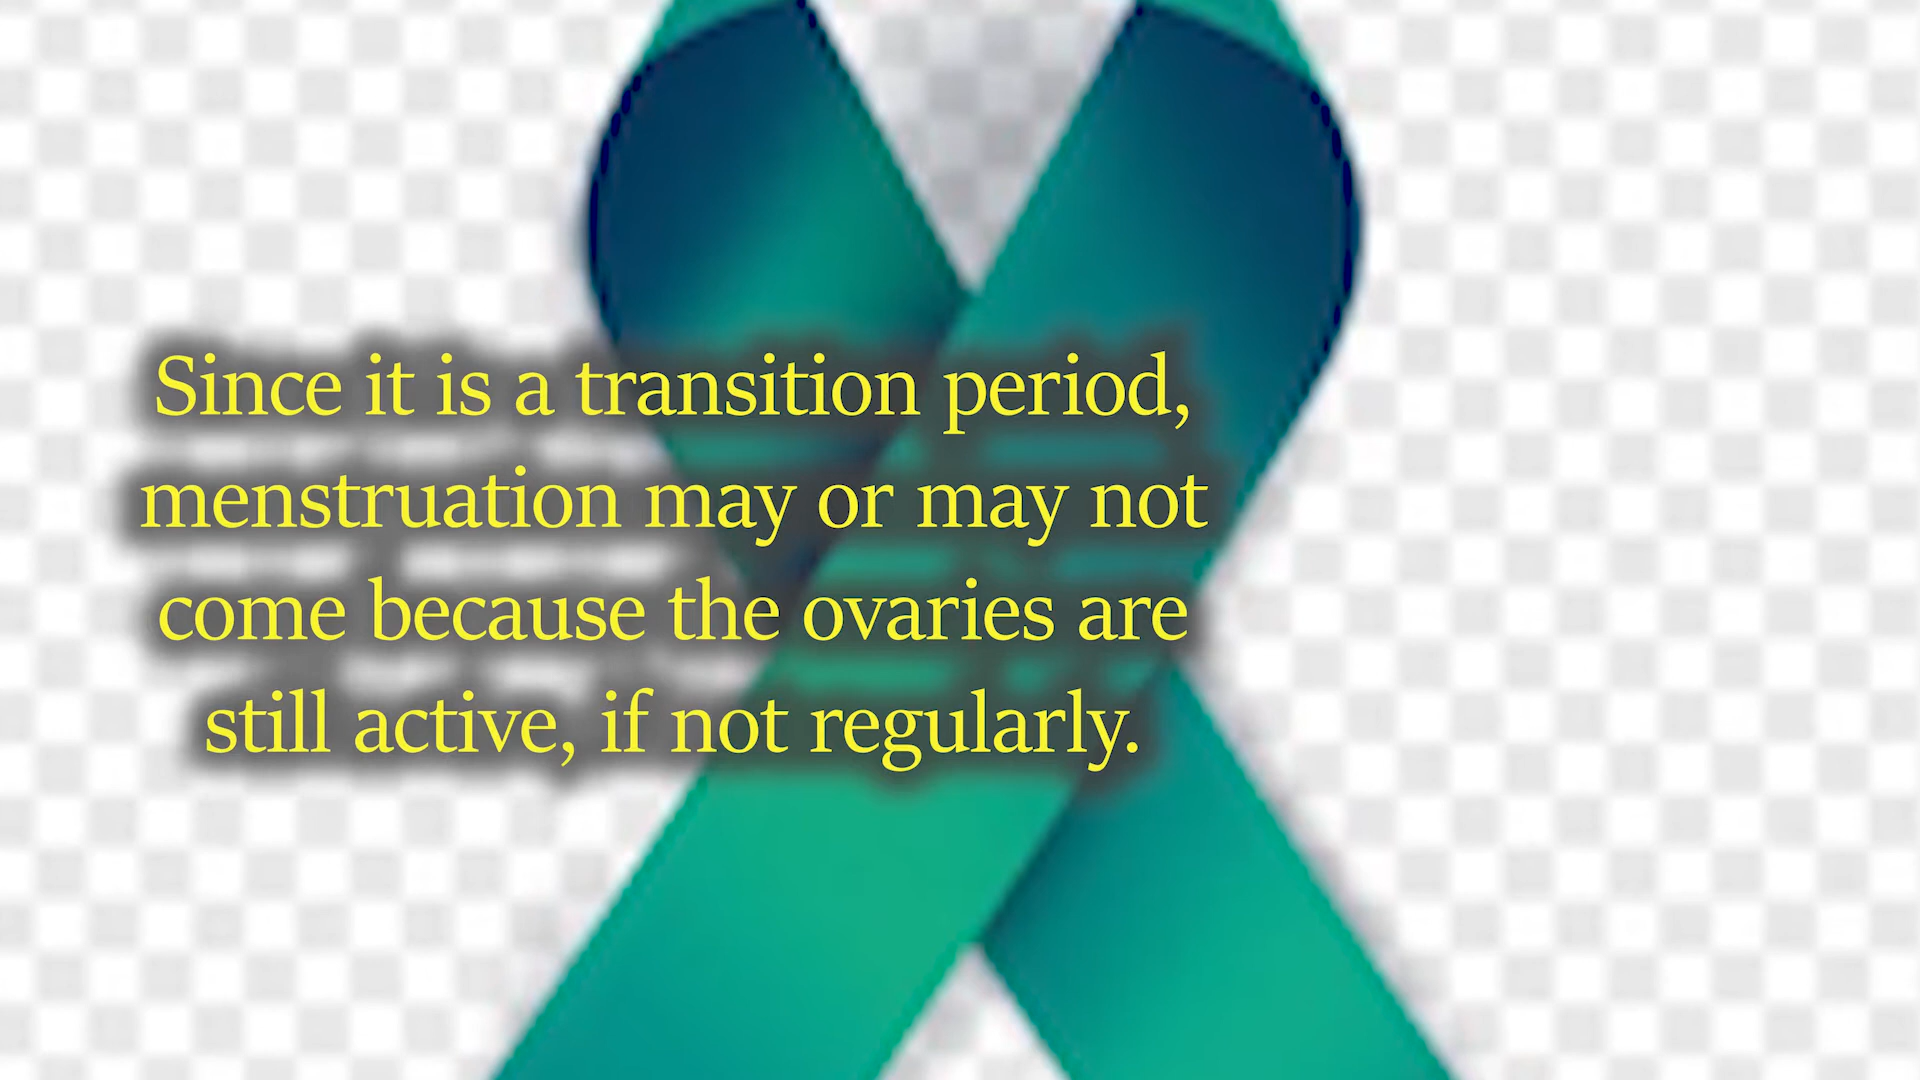 Since it is a transition period,
menstruation may or may not
come because the ovaries are
still active, if not regularly.